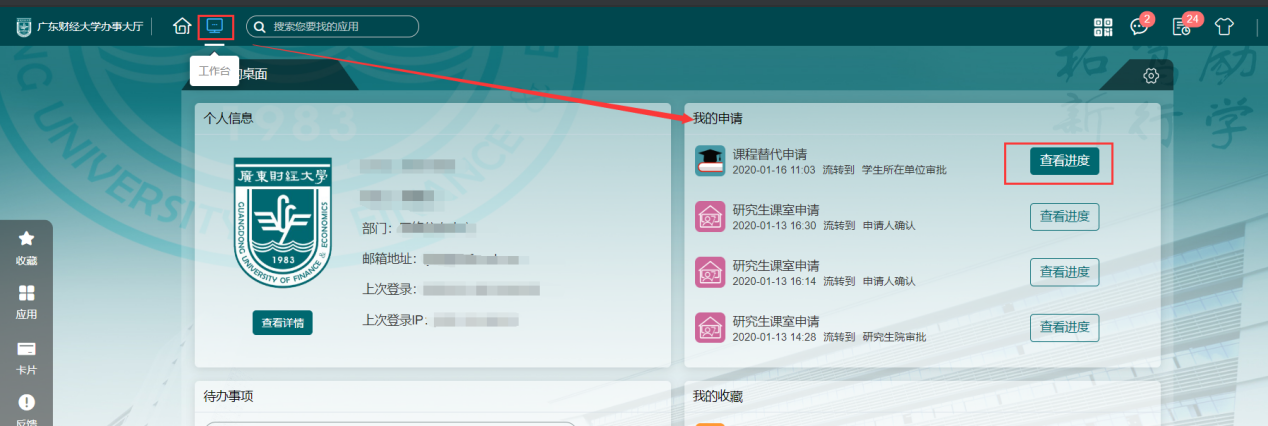 广东财经大学办事大厅
搜索您要找的应用
2
24
工作台
桌面
个人信息
廣東財經大學
GUANGDONG UNIVERSITY OF FINANCE & ECONOMICS
1983
部门:
邮箱地址:
上次登录:
上次登录IP:
查看详情
我的申请
课程替代申请
2020-01-16 11:03 流转到 学生所在单位审批
查看进度
研究生课室申请
2020-01-13 16:30 流转到 申请人确认
查看进度
研究生课室申请
2020-01-13 16:14 流转到 申请人确认
查看进度
研究生课室申请
2020-01-13 14:28 流转到 研究生院审批
查看进度
收藏
应用
卡片
反馈
待办事项
我的收藏